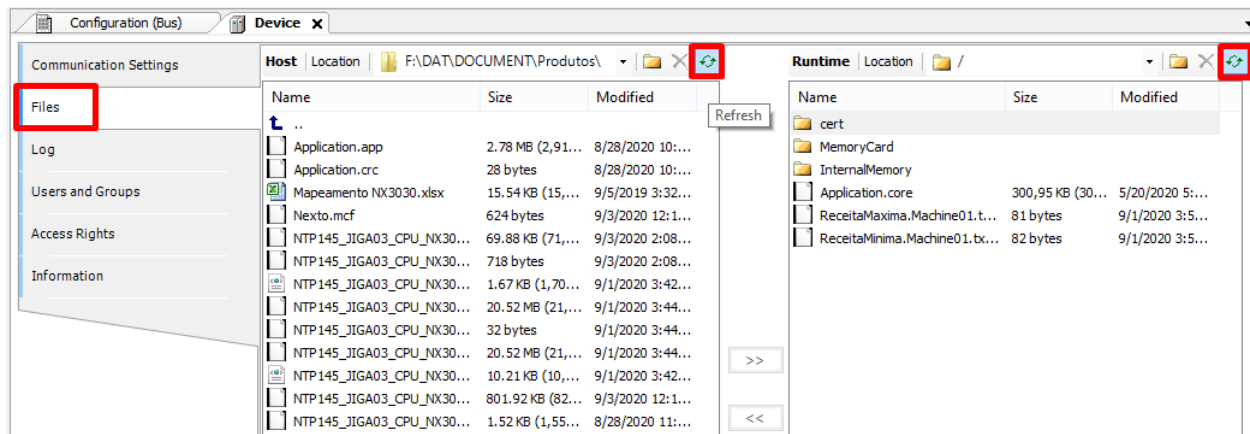 Configuration (Bus) Device X
Communication Settings
Files
Log
Users and Groups
Access Rights
Information
Host Location F:\DAT\DOCUMENT\Produtos\
Name Size Modified
..
Application.app 2.78 MB (2,91... 8/28/2020 10:...
Application.crc 28 bytes 8/28/2020 10:...
Mapeamento NX3030.xlsx 15.54 KB (15,... 9/5/2019 3:32...
Nexto.mcf 624 bytes 9/3/2020 12:1...
NTP145_JIGA03_CPU_NX30... 69.88 KB (71,... 9/3/2020 2:08...
NTP145_JIGA03_CPU_NX30... 718 bytes 9/3/2020 2:08...
NTP145_JIGA03_CPU_NX30... 1.67 KB (1,70... 9/1/2020 3:42...
NTP145_JIGA03_CPU_NX30... 20.52 MB (21,... 9/1/2020 3:44...
NTP145_JIGA03_CPU_NX30... 32 bytes 9/1/2020 3:44...
NTP145_JIGA03_CPU_NX30... 20.52 MB (21,... 9/1/2020 3:44...
NTP145_JIGA03_CPU_NX30... 10.21 KB (10,... 9/1/2020 3:42...
NTP145_JIGA03_CPU_NX30... 801.92 KB (82... 9/3/2020 12:1...
NTP145_JIGA03_CPU_NX30... 1.52 KB (1,55... 8/28/2020 11:...
Refresh
>>
<<
Runtime Location /
Name Size Modified
cert
MemoryCard
InternalMemory
Application.core 300,95 KB (30... 5/20/2020 5:...
ReceitaMaxima.Machine01.t... 81 bytes 9/1/2020 3:5...
ReceitaMinima.Machine01.tx... 82 bytes 9/1/2020 3:5...